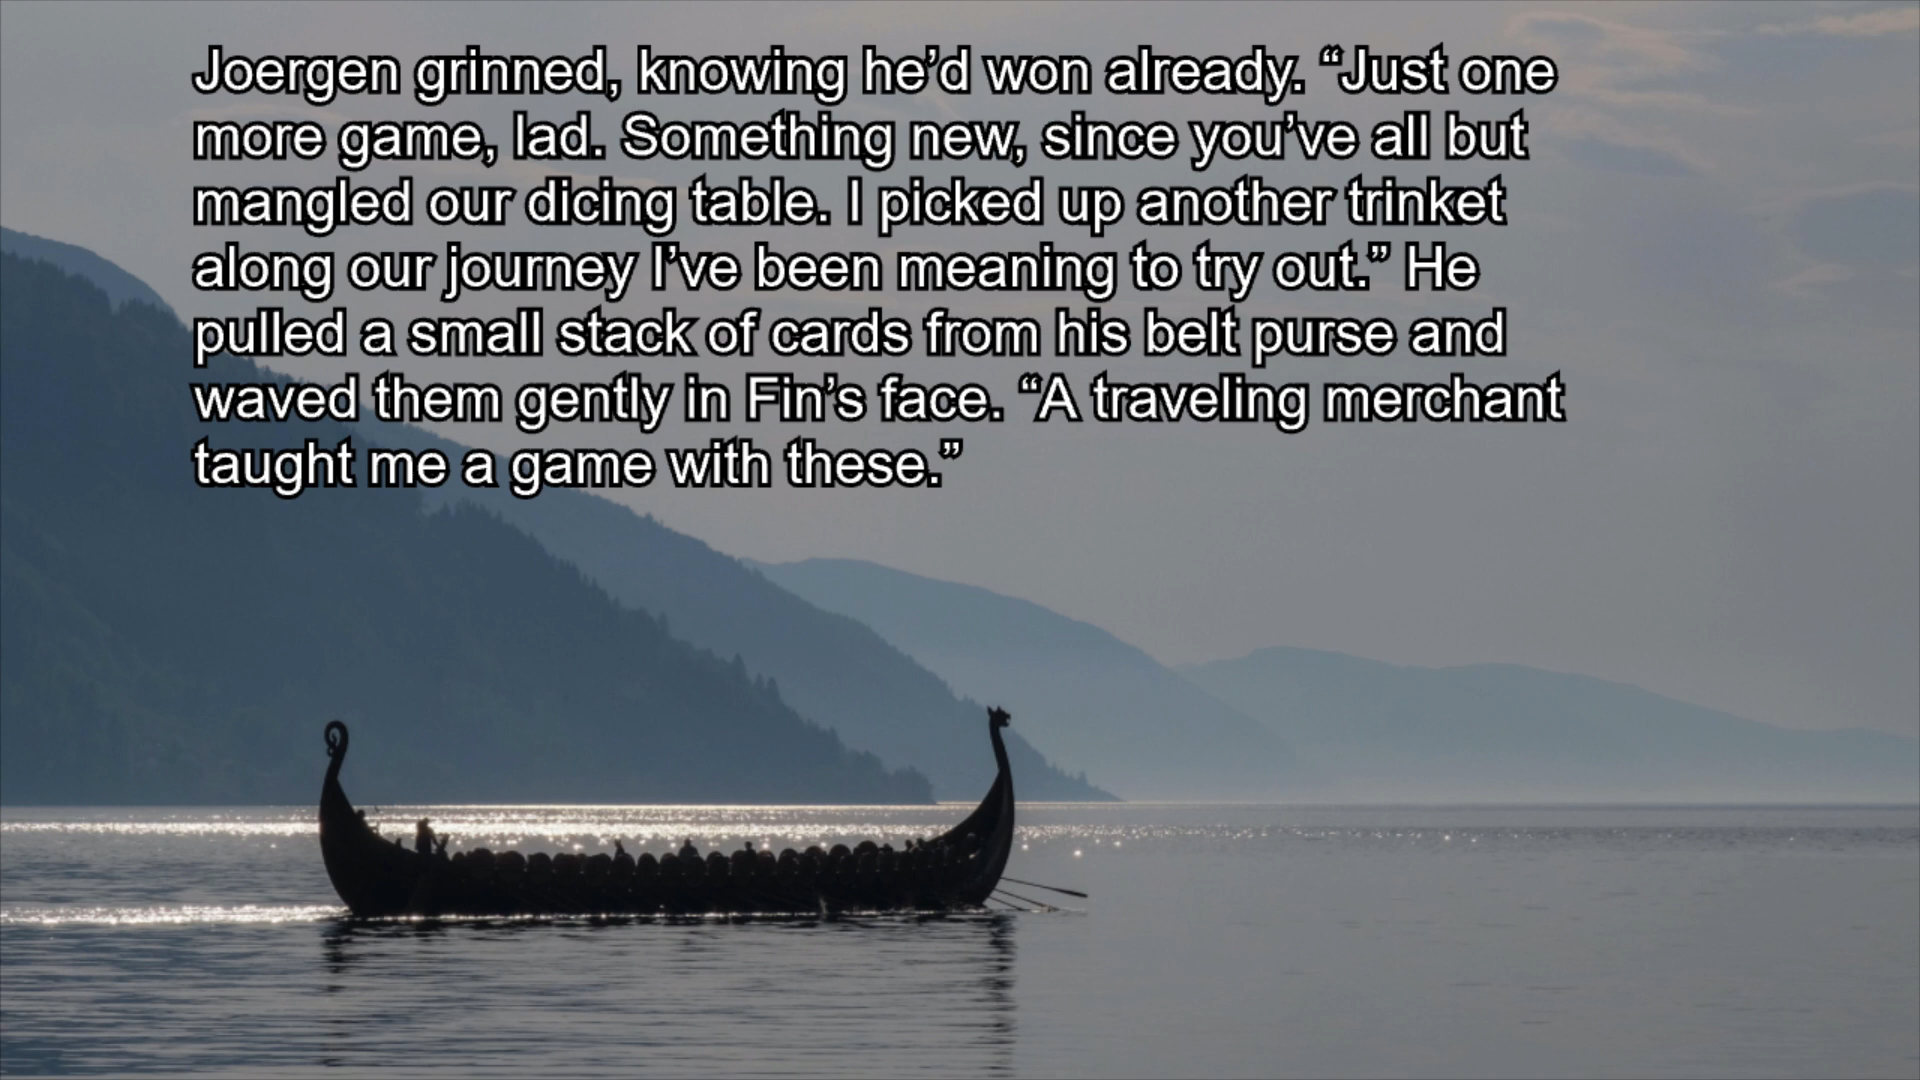 Joergen grinned, knowing he’d won already. “Just one
more game, lad. Something new, since you’ve all but
mangled our dicing table. I picked up another trinket
along our journey I’ve been meaning to try out.” He
pulled a small stack of cards from his belt purse and
waved them gently in Fin’s face. “A traveling merchant
taught me a game with these.”